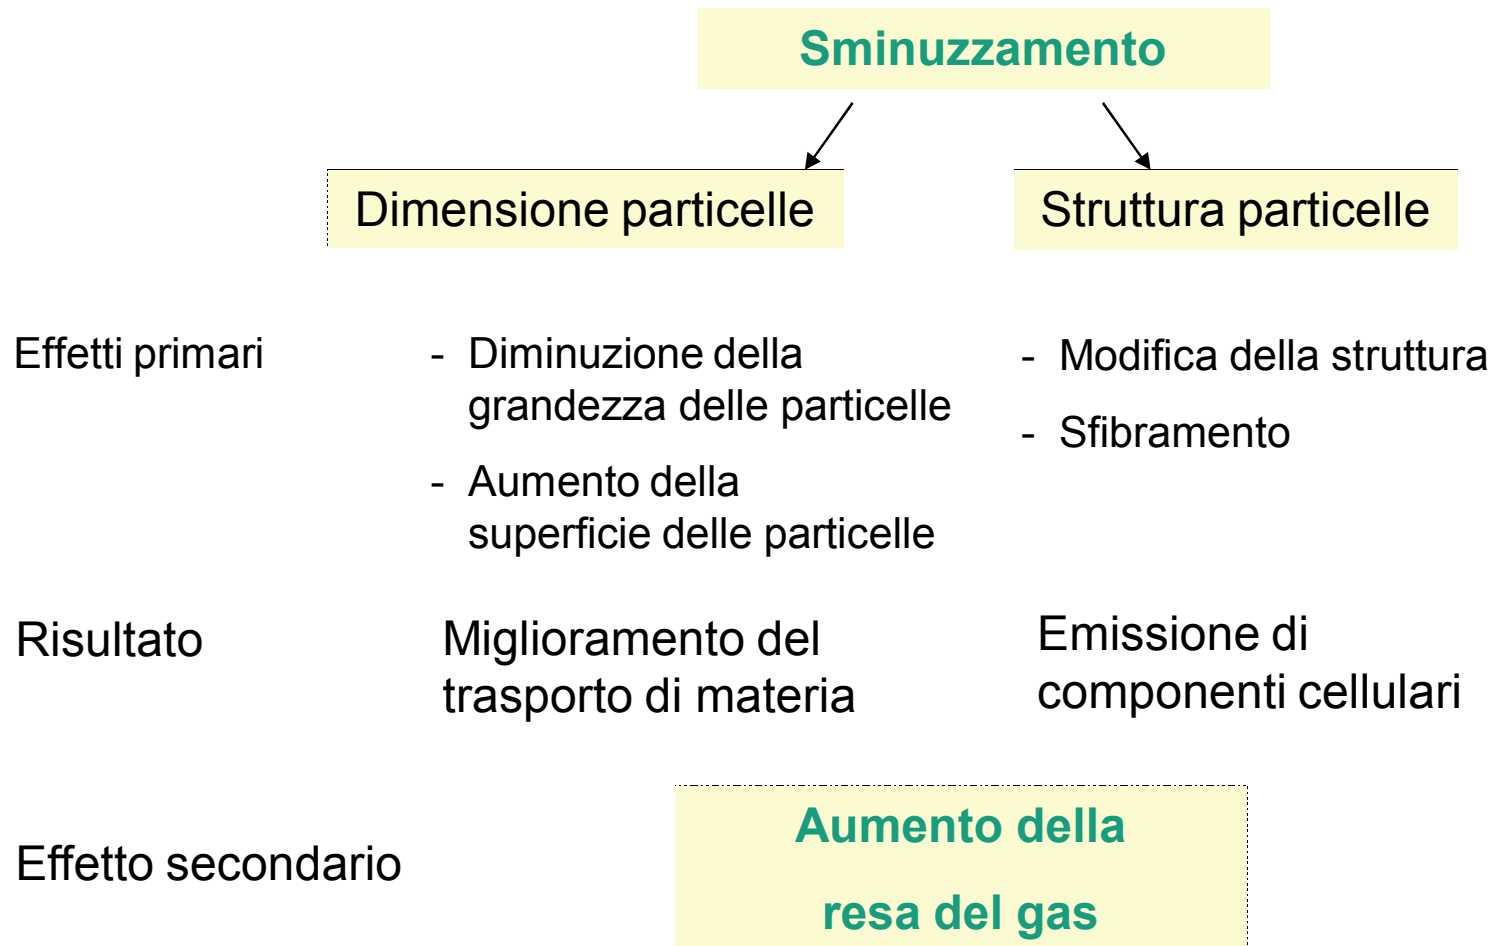 Sminuzzamento
Dimensione particelle
Struttura particelle
Effetti primari
- Diminuzione della
grandezza delle particelle
- Aumento della
superficie delle particelle
- Modifica della struttura
- Sfibramento
Risultato
Miglioramento del
trasporto di materia
Emissione di
componenti cellulari
Effetto secondario
Aumento della
resa del gas